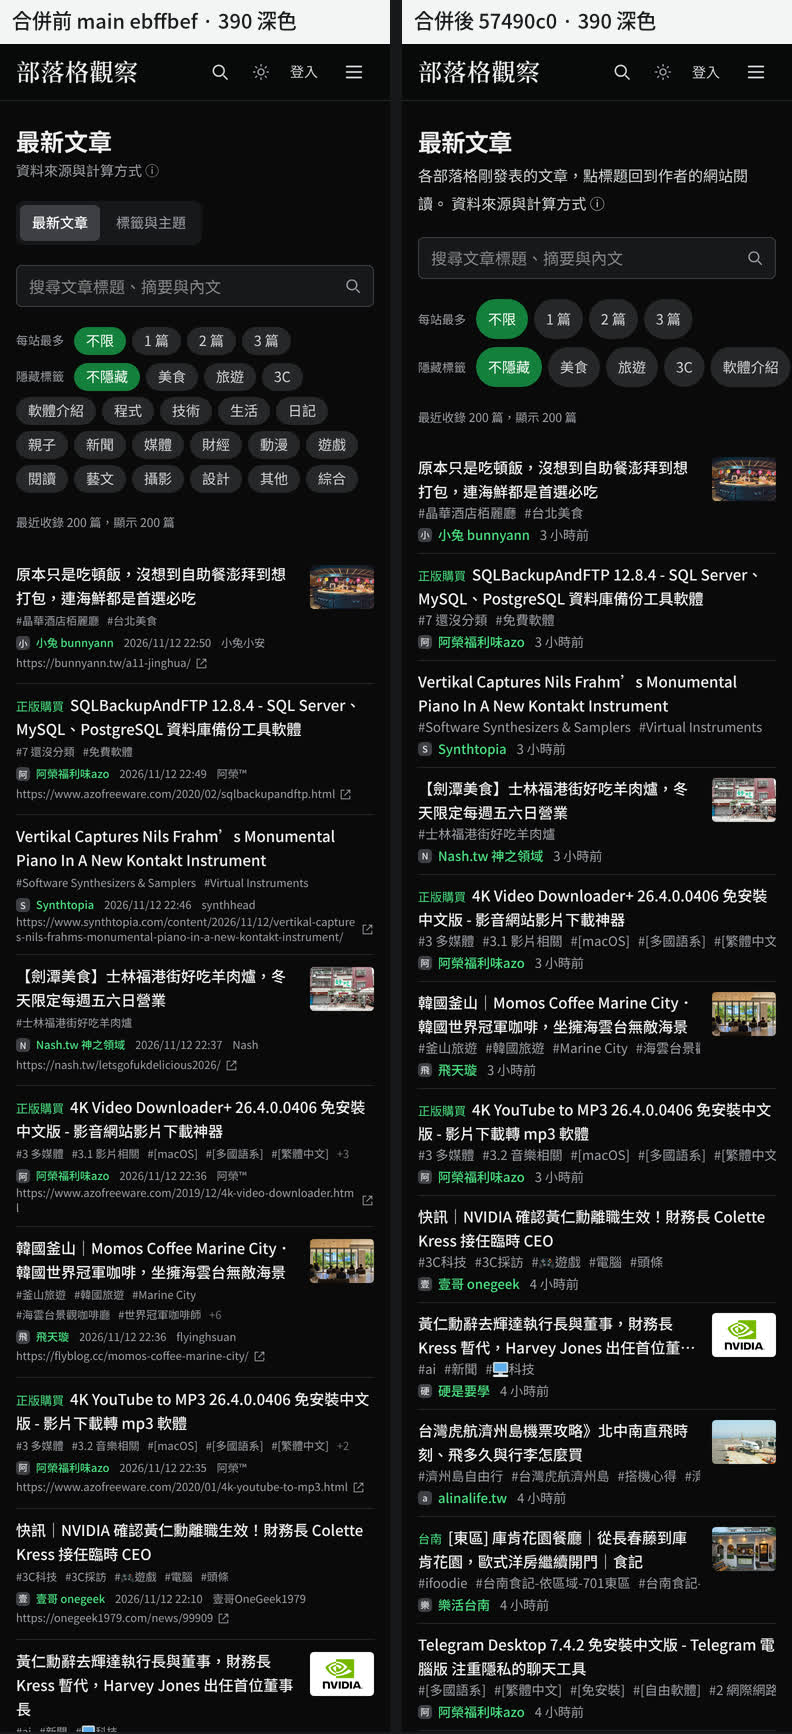 合併前 main ebffbef · 390 深色
部落格觀察
登入
最新文章
資料來源與計算方式
最新文章 標籤與主題
搜尋文章標題、摘要與內文
每站最多 不限 1 篇 2 篇 3 篇
隱藏標籤 不隱藏 美食 旅遊 3C
軟體介紹 程式 技術 生活 日記
親子 新聞 媒體 財經 動漫 遊戲
閱讀 藝文 攝影 設計 其他 綜合
最近收錄 200 篇，顯示 200 篇
原本只是吃頓飯，沒想到自助餐澎拜到想
打包，連海鮮都是首選必吃
#晶華酒店栢麗廳 #台北美食
小 小兔 bunnyann 2026/11/12 22:50 小兔小安
https://bunnyann.tw/a11-jinghua/
正版購買 SQLBackupAndFTP 12.8.4 - SQL Server、
MySQL、PostgreSQL 資料庫備份工具軟體
#7 還沒分類 #免費軟體
阿 阿榮福利味azo 2026/11/12 22:49 阿榮™
https://www.azofreeware.com/2020/02/sqlbackupandftp.html
Vertikal Captures Nils Frahm’s Monumental
Piano In A New Kontakt Instrument
#Software Synthesizers & Samplers #Virtual Instruments
S Synthtopia 2026/11/12 22:46 synthhead
https://www.synthtopia.com/content/2026/11/12/vertikal-capture
s-nils-frahms-monumental-piano-in-a-new-kontakt-instrument/
【劍潭美食】士林福港街好吃羊肉爐，冬
天限定每週五六日營業
#士林福港街好吃羊肉爐
N Nash.tw 神之領域 2026/11/12 22:37 Nash
https://nash.tw/letsgofukdelicious2026/
正版購買 4K Video Downloader+ 26.4.0.0406 免安裝
中文版 - 影音網站影片下載神器
#3 多媒體 #3.1 影片相關 #[macOS] #[多國語系] #[繁體中文] +3
阿 阿榮福利味azo 2026/11/12 22:36 阿榮™
https://www.azofreeware.com/2019/12/4k-video-downloader.htm
l
韓國釜山｜Momos Coffee Marine City．
韓國世界冠軍咖啡，坐擁海雲台無敵海景
#釜山旅遊 #韓國旅遊 #Marine City
#海雲台景觀咖啡廳 #世界冠軍咖啡師 +6
飛 飛天璇 2026/11/12 22:36 flyinghsuan
https://flyblog.cc/momos-coffee-marine-city/
正版購買 4K YouTube to MP3 26.4.0.0406 免安裝中文
版 - 影片下載轉 mp3 軟體
#3 多媒體 #3.2 音樂相關 #[macOS] #[多國語系] #[繁體中文] +2
阿 阿榮福利味azo 2026/11/12 22:35 阿榮™
https://www.azofreeware.com/2020/01/4k-youtube-to-mp3.html
快訊｜NVIDIA 確認黃仁勳離職生效！財務長 Colette
Kress 接任臨時 CEO
#3C科技 #3C採訪 #🎮遊戲 #電腦 #頭條
壹 壹哥 onegeek 2026/11/12 22:10 壹哥OneGeek1979
https://onegeek1979.com/news/99909
黃仁勳辭去輝達執行長與董事，財務長
Kress 暫代，Harvey Jones 出任首位董事
長
NVIDIA.
#ai #新聞 #🖥️科技
合併後 57490c0 · 390 深色
部落格觀察
登入
最新文章
各部落格剛發表的文章，點標題回到作者的網站閱
讀。 資料來源與計算方式
搜尋文章標題、摘要與內文
每站最多 不限 1 篇 2 篇 3 篇
隱藏標籤 不隱藏 美食 旅遊 3C 軟體介紹
最近收錄 200 篇，顯示 200 篇
原本只是吃頓飯，沒想到自助餐澎拜到想
打包，連海鮮都是首選必吃
#晶華酒店栢麗廳 #台北美食
小 小兔 bunnyann 3 小時前
正版購買 SQLBackupAndFTP 12.8.4 - SQL Server、
MySQL、PostgreSQL 資料庫備份工具軟體
#7 還沒分類 #免費軟體
阿 阿榮福利味azo 3 小時前
Vertikal Captures Nils Frahm’s Monumental
Piano In A New Kontakt Instrument
#Software Synthesizers & Samplers #Virtual Instruments
S Synthtopia 3 小時前
【劍潭美食】士林福港街好吃羊肉爐，冬
天限定每週五六日營業
#士林福港街好吃羊肉爐
N Nash.tw 神之領域 3 小時前
正版購買 4K Video Downloader+ 26.4.0.0406 免安裝
中文版 - 影音網站影片下載神器
#3 多媒體 #3.1 影片相關 #[macOS] #[多國語系] #[繁體中文
阿 阿榮福利味azo 3 小時前
韓國釜山｜Momos Coffee Marine City．
韓國世界冠軍咖啡，坐擁海雲台無敵海景
#釜山旅遊 #韓國旅遊 #Marine City #海雲台景
飛 飛天璇 3 小時前
正版購買 4K YouTube to MP3 26.4.0.0406 免安裝中文
版 - 影片下載轉 mp3 軟體
#3 多媒體 #3.2 音樂相關 #[macOS] #[多國語系] #[繁體中文
阿 阿榮福利味azo 3 小時前
快訊｜NVIDIA 確認黃仁勳離職生效！財務長 Colette
Kress 接任臨時 CEO
#3C科技 #3C採訪 #🎮遊戲 #電腦 #頭條
壹 壹哥 onegeek 4 小時前
黃仁勳辭去輝達執行長與董事，財務長
Kress 暫代，Harvey Jones 出任首位董…
NVIDIA.
#ai #新聞 #🖥️科技
硬 硬是要學 4 小時前
台灣虎航濟州島機票攻略》北中南直飛時
刻、飛多久與行李怎麼買
#濟州島自由行 #台灣虎航濟州島 #搭機心得
a alinalife.tw 4 小時前
台南 [東區] 庫肯花園餐廳｜從長春藤到庫
肯花園，歐式洋房繼續開門｜食記
#ifoodie #台南食記-依區域-701東區 #台南食記-
樂 樂活台南 4 小時前
Telegram Desktop 7.4.2 免安裝中文版 - Telegram 電
腦版 注重隱私的聊天工具
#[多國語系] #[繁體中文] #[免安裝] #[自由軟體] #2 網際網路
阿 阿榮福利味azo 4 小時前